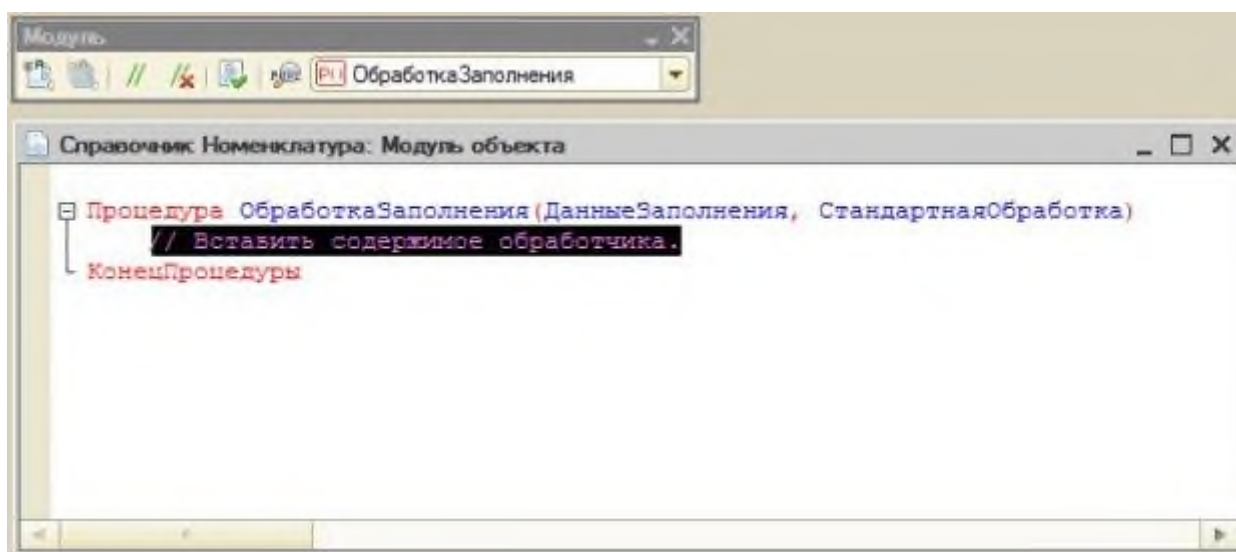 Модуль
ОбработкаЗаполнения
Справочник Номенклатура: Модуль объекта
Процедура ОбработкаЗаполнения(ДанныеЗаполнения, СтандартнаяОбработка)
// Вставить содержимое обработчика.
КонецПроцедуры